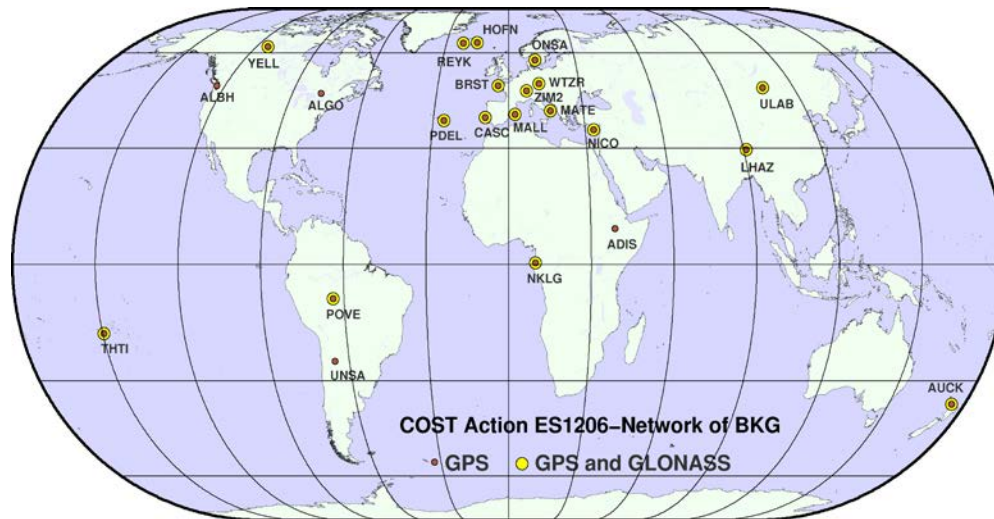 HOFN
ONSA
REYK
YELL
BRST
WTZR
ALBH
ALGO
ZIM2
ULAB
MATE
PDEL
CASC
MALL
NICO
LHAZ
ADIS
NKLG
POVE
THTI
UNSA
AUCK
COST Action ES1206–Network of BKG
GPS
GPS and GLONASS